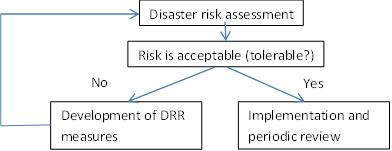 Disaster risk assessment
Risk is acceptable (tolerable?)
No
Yes
Development of DRR
measures
Implementation and
periodic review